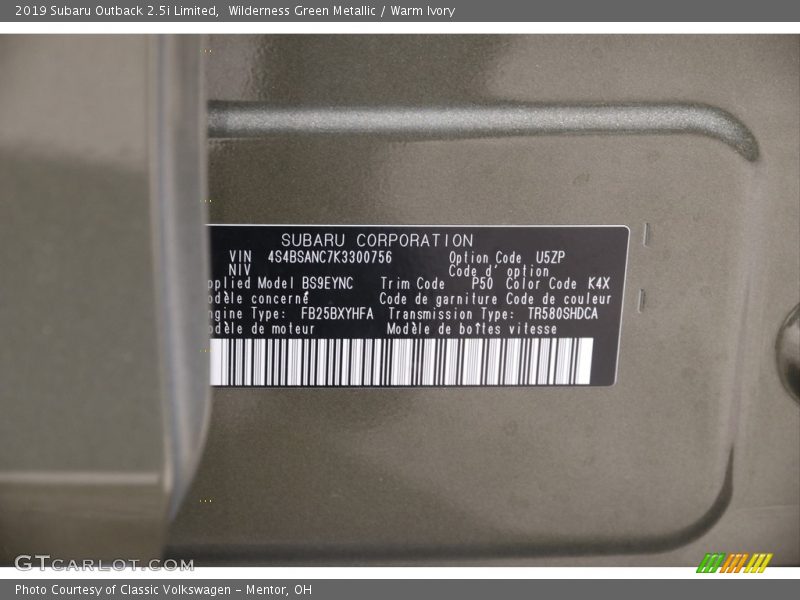 2019 Subaru Outback 2.5i Limited,  Wilderness Green Metallic / Warm Ivory
SUBARU CORPORATION
VIN 4S4BSANC7K3300756 Option Code U5ZP
NIV Code d'option
pplied Model BS9EYNC Trim Code P50 Color Code K4X
odèle concerné Code de garniture Code de couleur
ngine Type: FB25BXYHFA Transmission Type: TR580SHDCA
odèle de moteur Modèle de boîtes vitesse
GTCARLOT.COM
Photo Courtesy of Classic Volkswagen - Mentor, OH